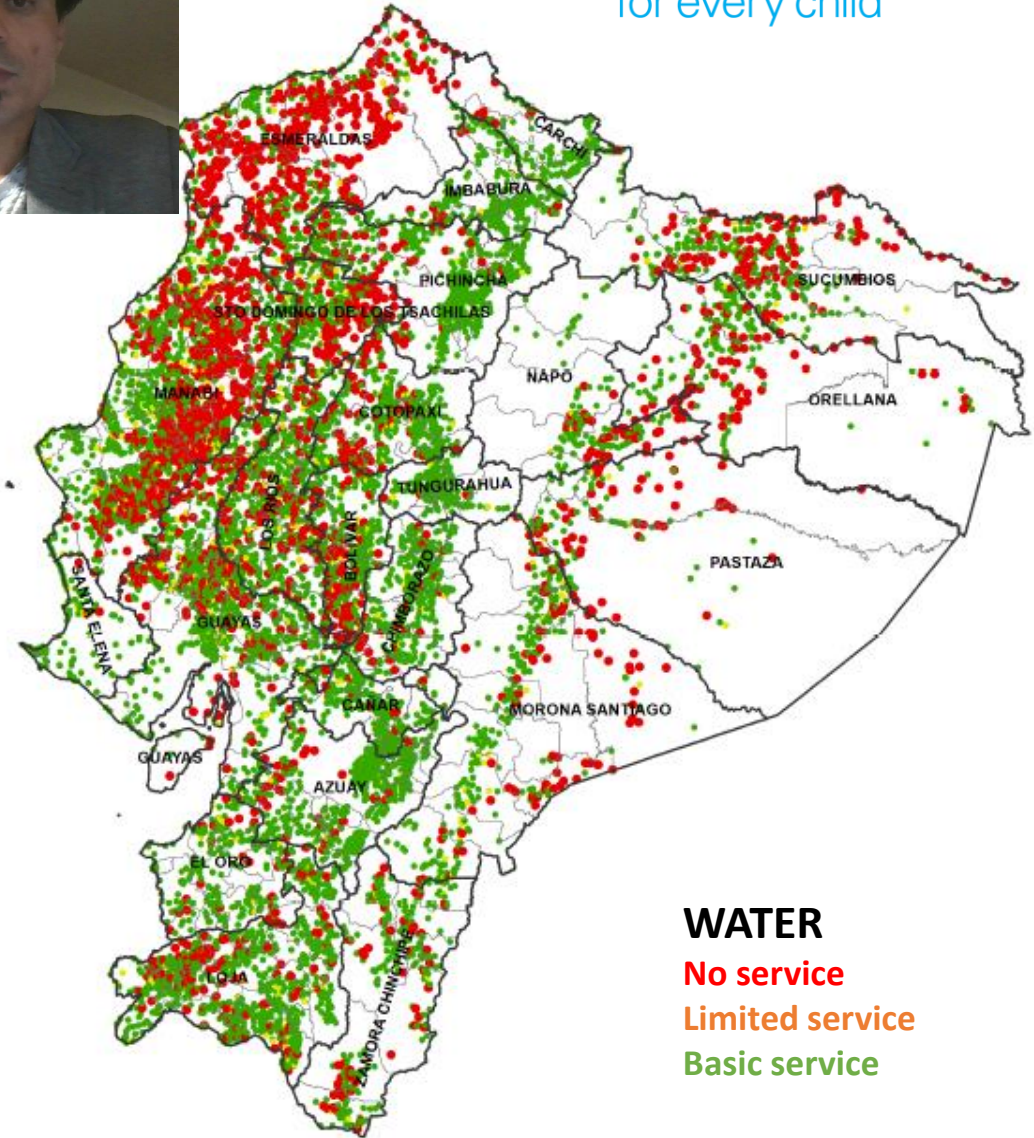 for every child
ESMERALDAS
CARCHI
IMBABURA
PICHINCHA
SUCUMBIOS
STO DOMINGO DE LOS TSACHILAS
NAPO
MANABI
ORELLANA
COTOPAXI
TUNGURAHUA
LOS RIOS
BOLIVAR
PASTAZA
CHIMBORAZO
SANTA ELENA
GUAYAS
CAÑAR
MORONA SANTIAGO
GUAYAS
AZUAY
EL ORO
LOJA
ZAMORA CHINCHIPE
WATER
No service
Limited service
Basic service